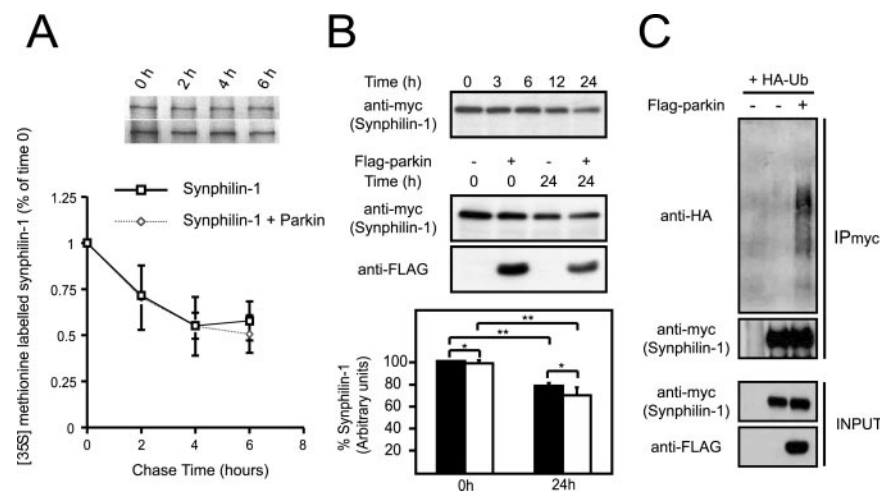 A
0 h 2 h 4 h 6 h
[35S] methionine labelled synphilin-1 (% of time 0)
1.25
1
0.75
0.5
0.25
0
Synphilin-1
Synphilin-1 + Parkin
0 2 4 6 8
Chase Time (hours)
B
Time (h) 0 3 6 12 24
anti-myc
(Synphilin-1)
Flag-parkin - + - +
Time (h) 0 0 24 24
anti-myc
(Synphilin-1)
anti-FLAG
% Synphilin-1
(Arbitrary units)
100
80
60
40
20
**
**
*
*
0h 24h
C
+ HA-Ub
Flag-parkin - - +
anti-HA
anti-myc
(Synphilin-1)
IPmyc
anti-myc
(Synphilin-1)
anti-FLAG
INPUT